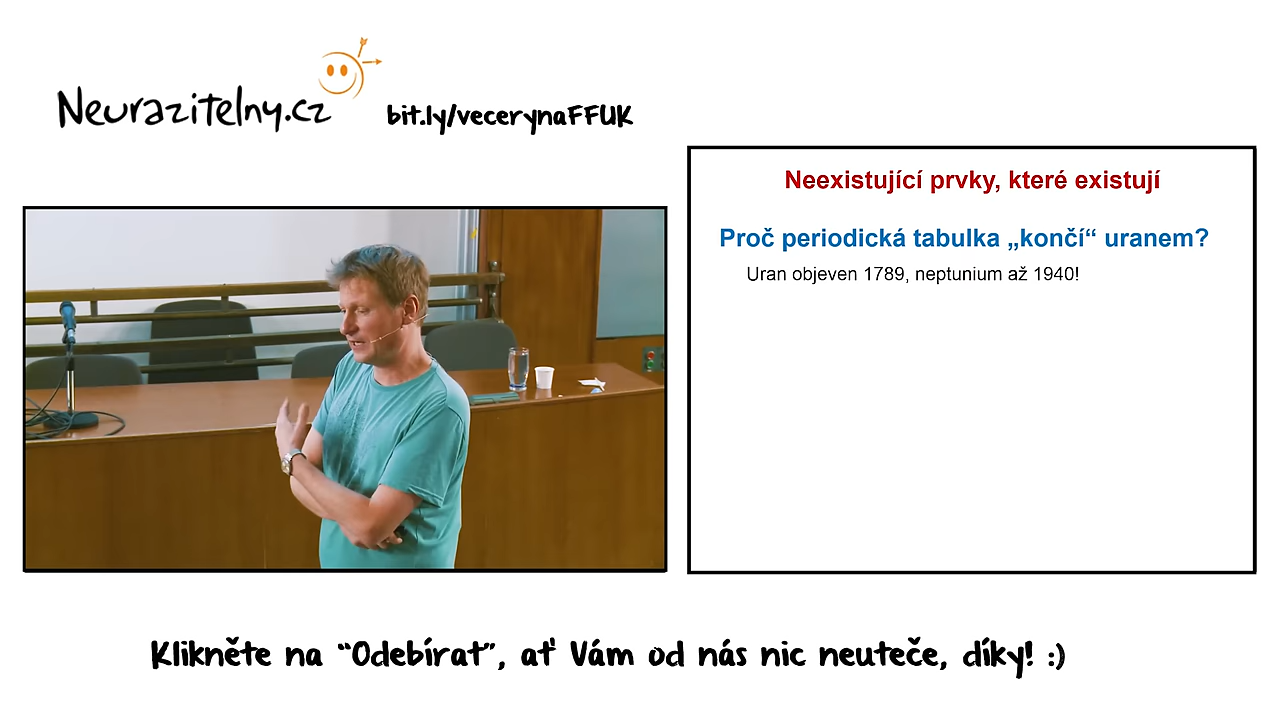 Neurazitelny.cz
bit.ly/vecerynaFFUK
Neexistující prvky, které existují
Proč periodická tabulka „končí“ uranem?
Uran objeven 1789, neptunium až 1940!
Klikněte na “Odebírat”, ať Vám od nás nic neuteče, díky! :)